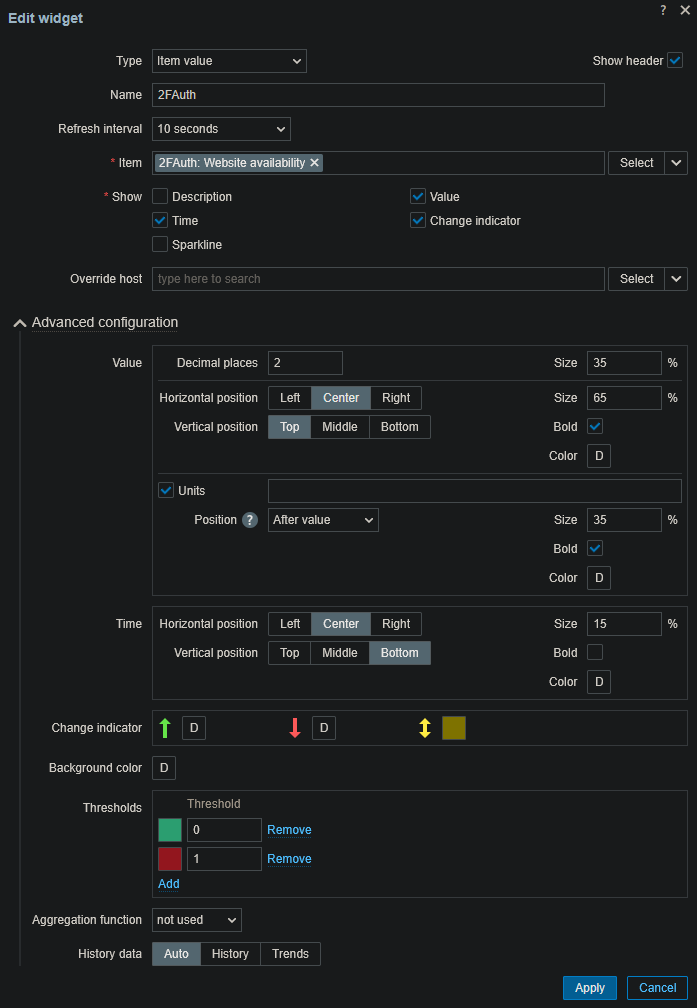 Edit widget ?
Type Item value Show header
Name 2FAuth
Refresh interval 10 seconds
* Item 2FAuth: Website availability Select
* Show Description Value
Time Change indicator
Sparkline
Override host type here to search Select
Advanced configuration
Value Decimal places 2 Size 35 %
Horizontal position Left Center Right Size 65 %
Vertical position Top Middle Bottom Bold
Color D
Units
Position ? After value Size 35 %
Bold
Color D
Time Horizontal position Left Center Right Size 15 %
Vertical position Top Middle Bottom Bold
Color D
Change indicator D D
Background color D
Thresholds Threshold
0 Remove
1 Remove
Add
Aggregation function not used
History data Auto History Trends
Apply Cancel